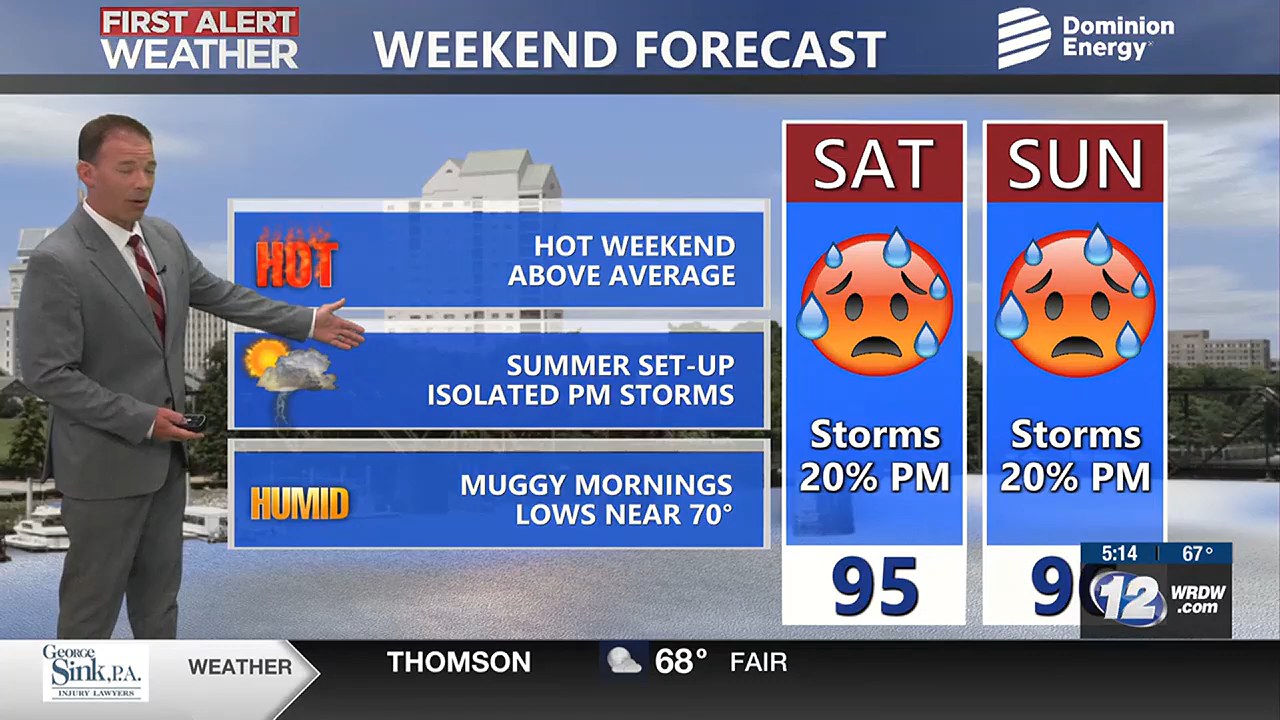 FIRST ALERT
WEATHER
WEEKEND FORECAST
Dominion
Energy
HOT
HOT WEEKEND
ABOVE AVERAGE
SUMMER SET-UP
ISOLATED PM STORMS
HUMID
MUGGY MORNINGS
LOWS NEAR 70°
SAT
Storms
20% PM
95
SUN
Storms
20% PM
5:14
67°
12
WRDW
.com
GEORGE
Sink, P.A.
INJURY LAWYERS
WEATHER
THOMSON
68°
FAIR